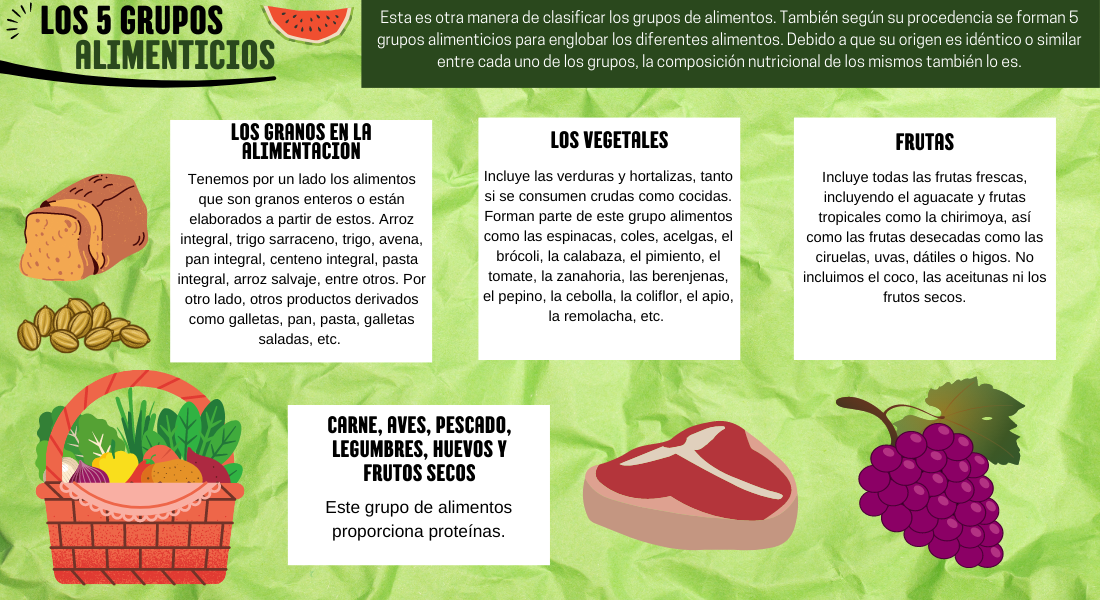 LOS 5 GRUPOS
ALIMENTICIOS
Esta es otra manera de clasificar los grupos de alimentos. También según su procedencia se forman 5
grupos alimenticios para englobar los diferentes alimentos. Debido a que su origen es idéntico o similar
entre cada uno de los grupos, la composición nutricional de los mismos también lo es.
LOS GRANOS EN LA
ALIMENTACIÓN
Tenemos por un lado los alimentos
que son granos enteros o están
elaborados a partir de estos. Arroz
integral, trigo sarraceno, trigo, avena,
pan integral, centeno integral, pasta
integral, arroz salvaje, entre otros. Por
otro lado, otros productos derivados
como galletas, pan, pasta, galletas
saladas, etc.
LOS VEGETALES
Incluye las verduras y hortalizas, tanto
si se consumen crudas como cocidas.
Forman parte de este grupo alimentos
como las espinacas, coles, acelgas, el
brócoli, la calabaza, el pimiento, el
tomate, la zanahoria, las berenjenas,
el pepino, la cebolla, la coliflor, el apio,
la remolacha, etc.
FRUTAS
Incluye todas las frutas frescas,
incluyendo el aguacate y frutas
tropicales como la chirimoya, así
como las frutas desecadas como las
ciruelas, uvas, dátiles o higos. No
incluimos el coco, las aceitunas ni los
frutos secos.
CARNE, AVES, PESCADO,
LEGUMBRES, HUEVOS Y
FRUTOS SECOS
Este grupo de alimentos
proporciona proteínas.